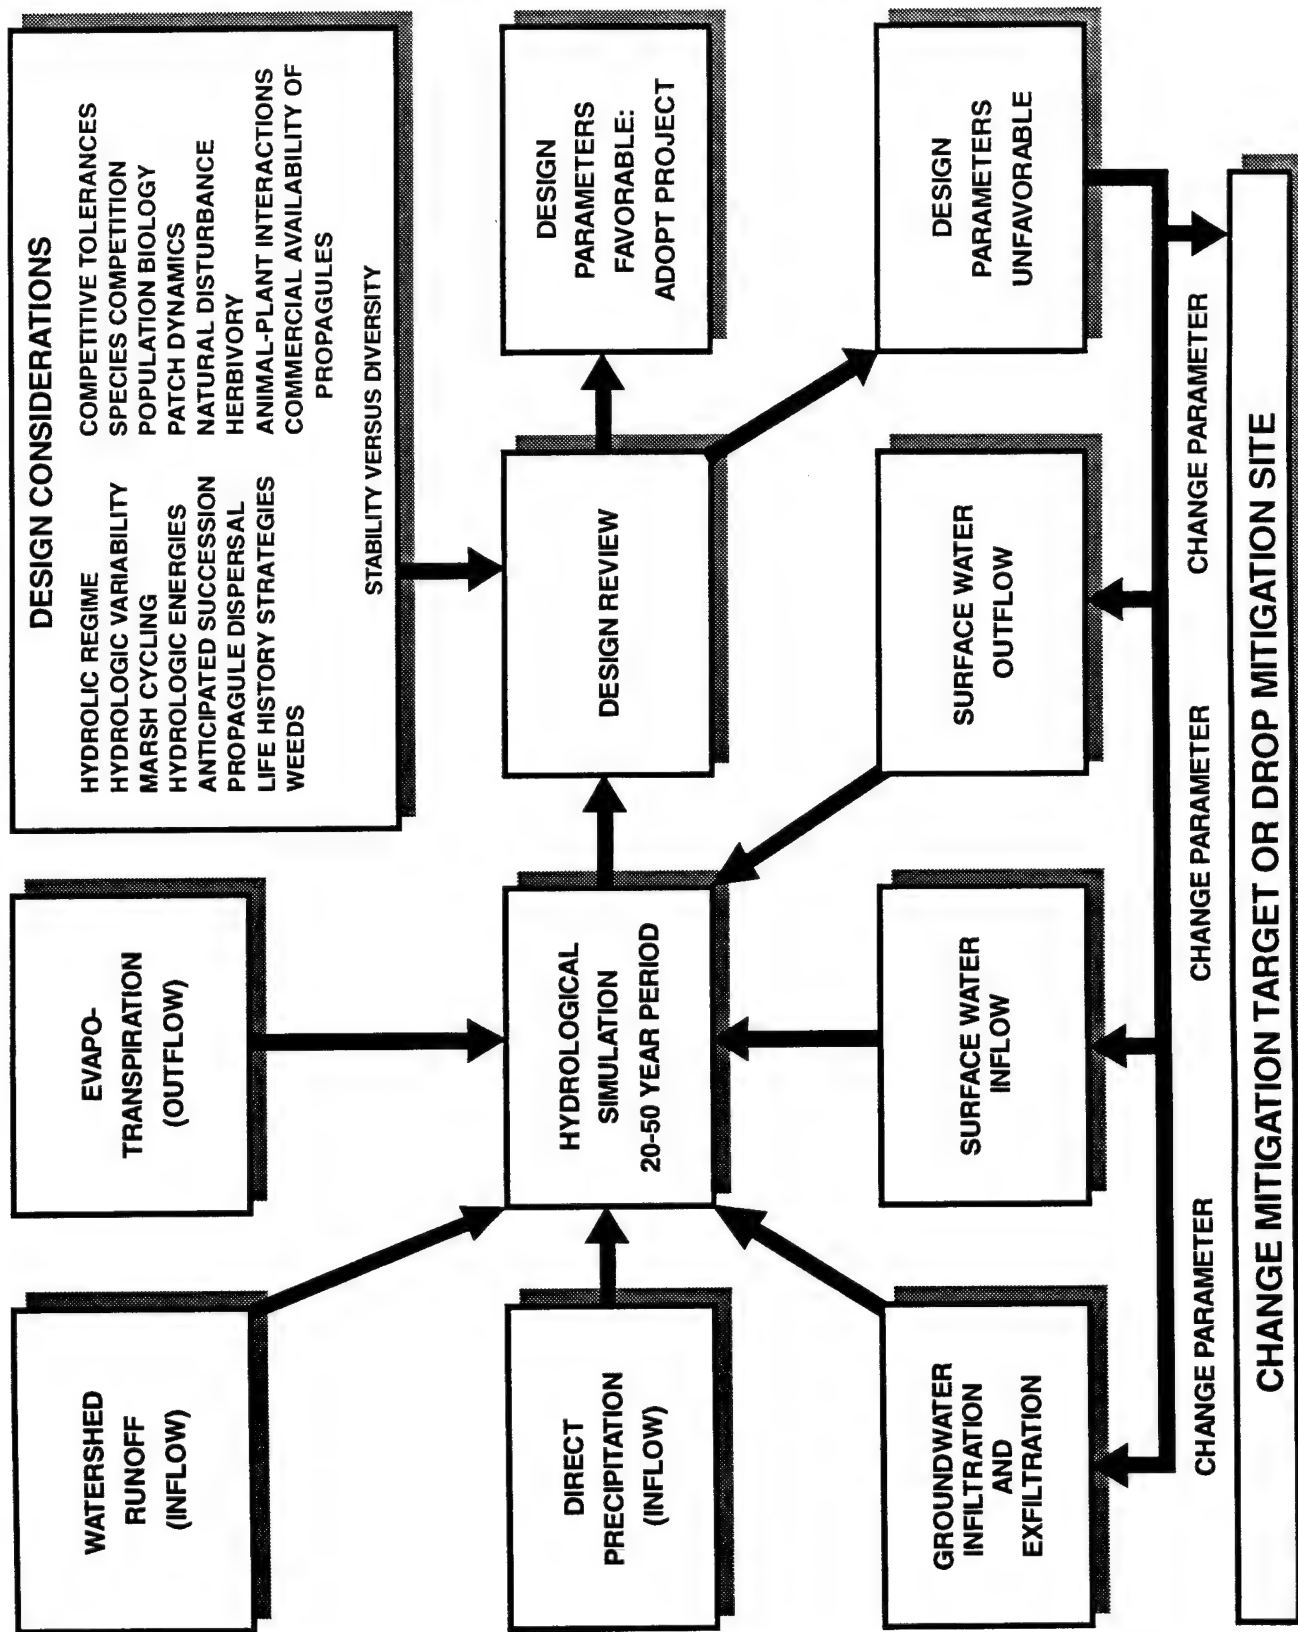 WATERSHED
RUNOFF
(INFLOW)
EVAPO-
TRANSPIRATION
(OUTFLOW)
DESIGN CONSIDERATIONS
HYDROLIC REGIME
HYDROLOGIC VARIABILITY
MARSH CYCLING
HYDROLOGIC ENERGIES
ANTICIPATED SUCCESSION
PROPAGULE DISPERSAL
LIFE HISTORY STRATEGIES
WEEDS
COMPETITIVE TOLERANCES
SPECIES COMPETITION
POPULATION BIOLOGY
PATCH DYNAMICS
NATURAL DISTURBANCE
HERBIVORY
ANIMAL-PLANT INTERACTIONS
COMMERCIAL AVAILABILITY OF
PROPAGULES
STABILITY VERSUS DIVERSITY
DIRECT
PRECIPITATION
(INFLOW)
HYDROLOGICAL
SIMULATION
20-50 YEAR PERIOD
DESIGN REVIEW
DESIGN
PARAMETERS
FAVORABLE:
ADOPT PROJECT
GROUNDWATER
INFILTRATION
AND
EXFILTRATION
SURFACE WATER
INFLOW
SURFACE WATER
OUTFLOW
DESIGN
PARAMETERS
UNFAVORABLE
CHANGE PARAMETER
CHANGE PARAMETER
CHANGE PARAMETER
CHANGE MITIGATION TARGET OR DROP MITIGATION SITE